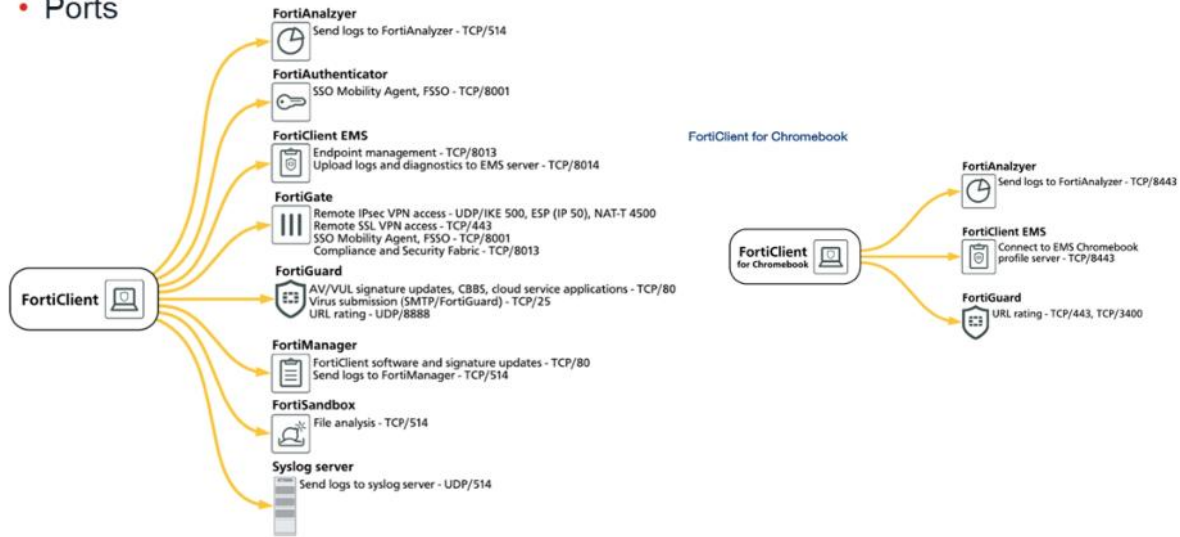 • Ports
FortiAnalzyer
Send logs to FortiAnalyzer - TCP/514
FortiAuthenticator
SSO Mobility Agent, FSSO - TCP/8001
FortiClient EMS
Endpoint management - TCP/8013
Upload logs and diagnostics to EMS server - TCP/8014
FortiGate
Remote IPsec VPN access - UDP/IKE 500, ESP (IP 50), NAT-T 4500
Remote SSL VPN access - TCP/443
SSO Mobility Agent, FSSO - TCP/8001
Compliance and Security Fabric - TCP/8013
FortiClient
FortiGuard
AV/VUL signature updates, CBBS, cloud service applications - TCP/80
Virus submission (SMTP/FortiGuard) - TCP/25
URL rating - UDP/8888
FortiManager
FortiClient software and signature updates - TCP/80
Send logs to FortiManager - TCP/514
FortiSandbox
File analysis - TCP/514
Syslog server
Send logs to syslog server - UDP/514
FortiClient for Chromebook
FortiAnalzyer
Send logs to FortiAnalyzer - TCP/8443
FortiClient
for Chromebook
FortiClient EMS
Connect to EMS Chromebook
profile server - TCP/8443
FortiGuard
URL rating - TCP/443, TCP/3400